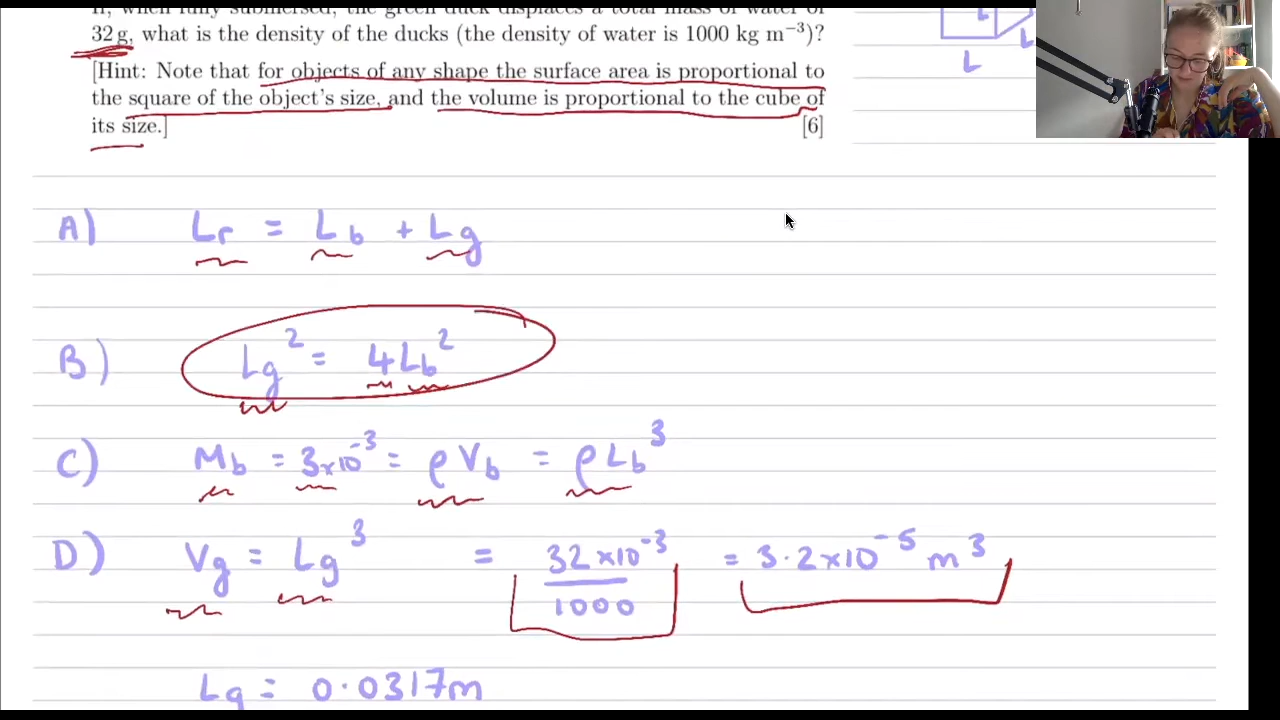 32 g, what is the density of the ducks (the density of water is 1000 kg m⁻³)?
[Hint: Note that for objects of any shape the surface area is proportional to
the square of the object's size, and the volume is proportional to the cube of
its size.] [6]
L
L
L
A) Lr = Lb + Lg
B) Lg² = 4Lb²
C) Mb = 3×10⁻³ = ρVb = ρLb³
D) Vg = Lg³ = 32×10⁻³/1000 = 3.2×10⁻⁵ m³
Lg = 0.0317m